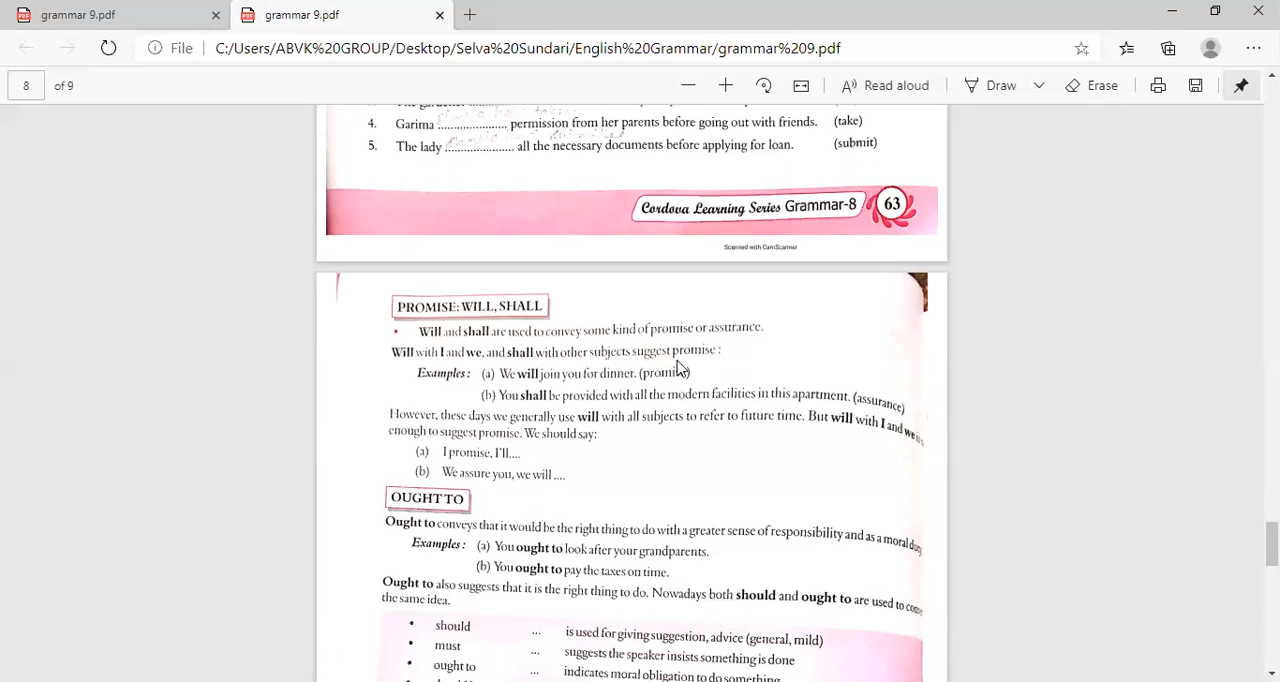 grammar 9.pdf
grammar 9.pdf
File C:/Users/ABVK%20GROUP/Desktop/Selva%20Sundari/English%20Grammar/grammar%209.pdf
8 of 9 Read aloud Draw Erase
4. Garima .................... permission from her parents before going out with friends. (take)
5. The lady .................... all the necessary documents before applying for loan. (submit)
Cordova Learning Series Grammar-8 63
Scanned with CamScanner
PROMISE: WILL, SHALL
• Will and shall are used to convey some kind of promise or assurance.
Will with I and we, and shall with other subjects suggest promise :
Examples : (a) We will join you for dinner.
(b) You shall be provided with all the modern facilities in this apartment. (assurance)
However, these days we generally use will with all subjects to refer to future time. But will with I and we
enough to suggest promise. We should say:
(a) I promise, I'll....
(b) We assure you, we will ....
OUGHT TO
Ought to conveys that it would be the right thing to do with a greater sense of responsibility and as a moral
Examples : (a) You ought to look after your grandparents.
(b) You ought to pay the taxes on time.
Ought to also suggests that it is the right thing to do. Nowadays both should and ought to are used to
the same idea.
• should ... is used for giving suggestion, advice (general, mild)
• must ... suggests the speaker insists something is done
• ought to ... indicates moral obligation to do something